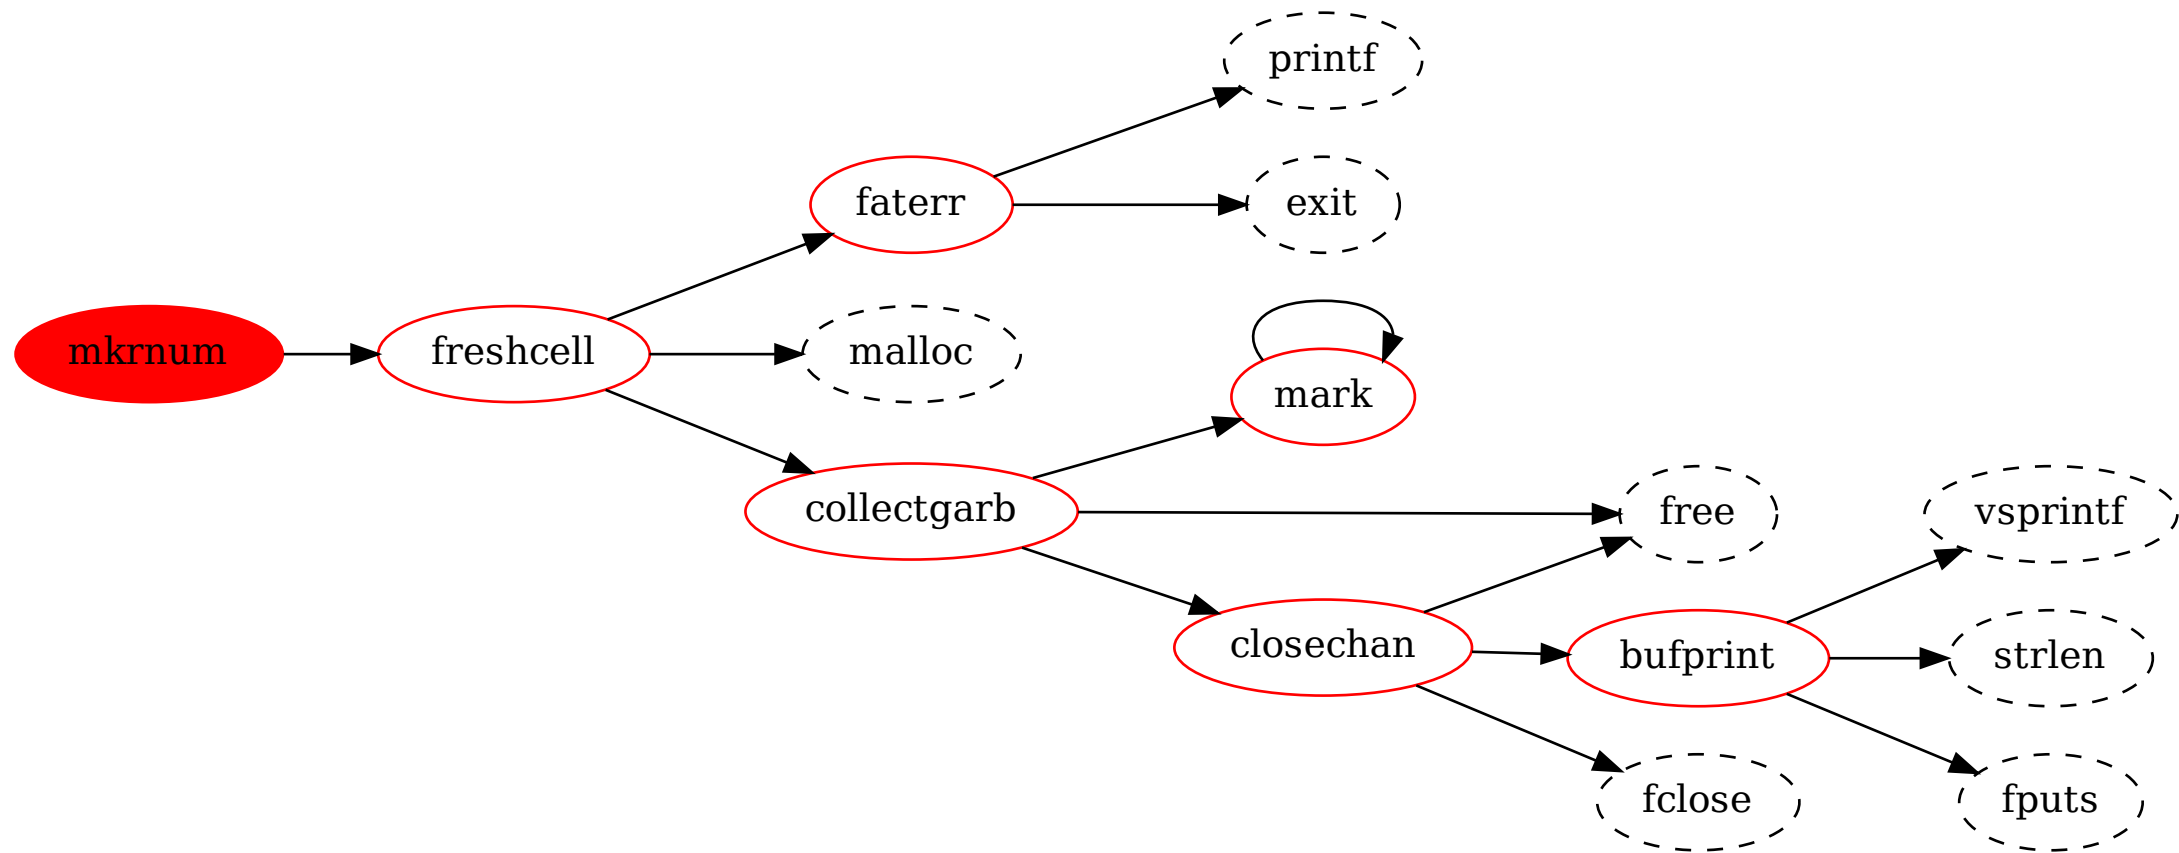 printf
faterr
exit
mkrnum
freshcell
malloc
mark
collectgarb
free
vsprintf
closechan
bufprint
strlen
fclose
fputs